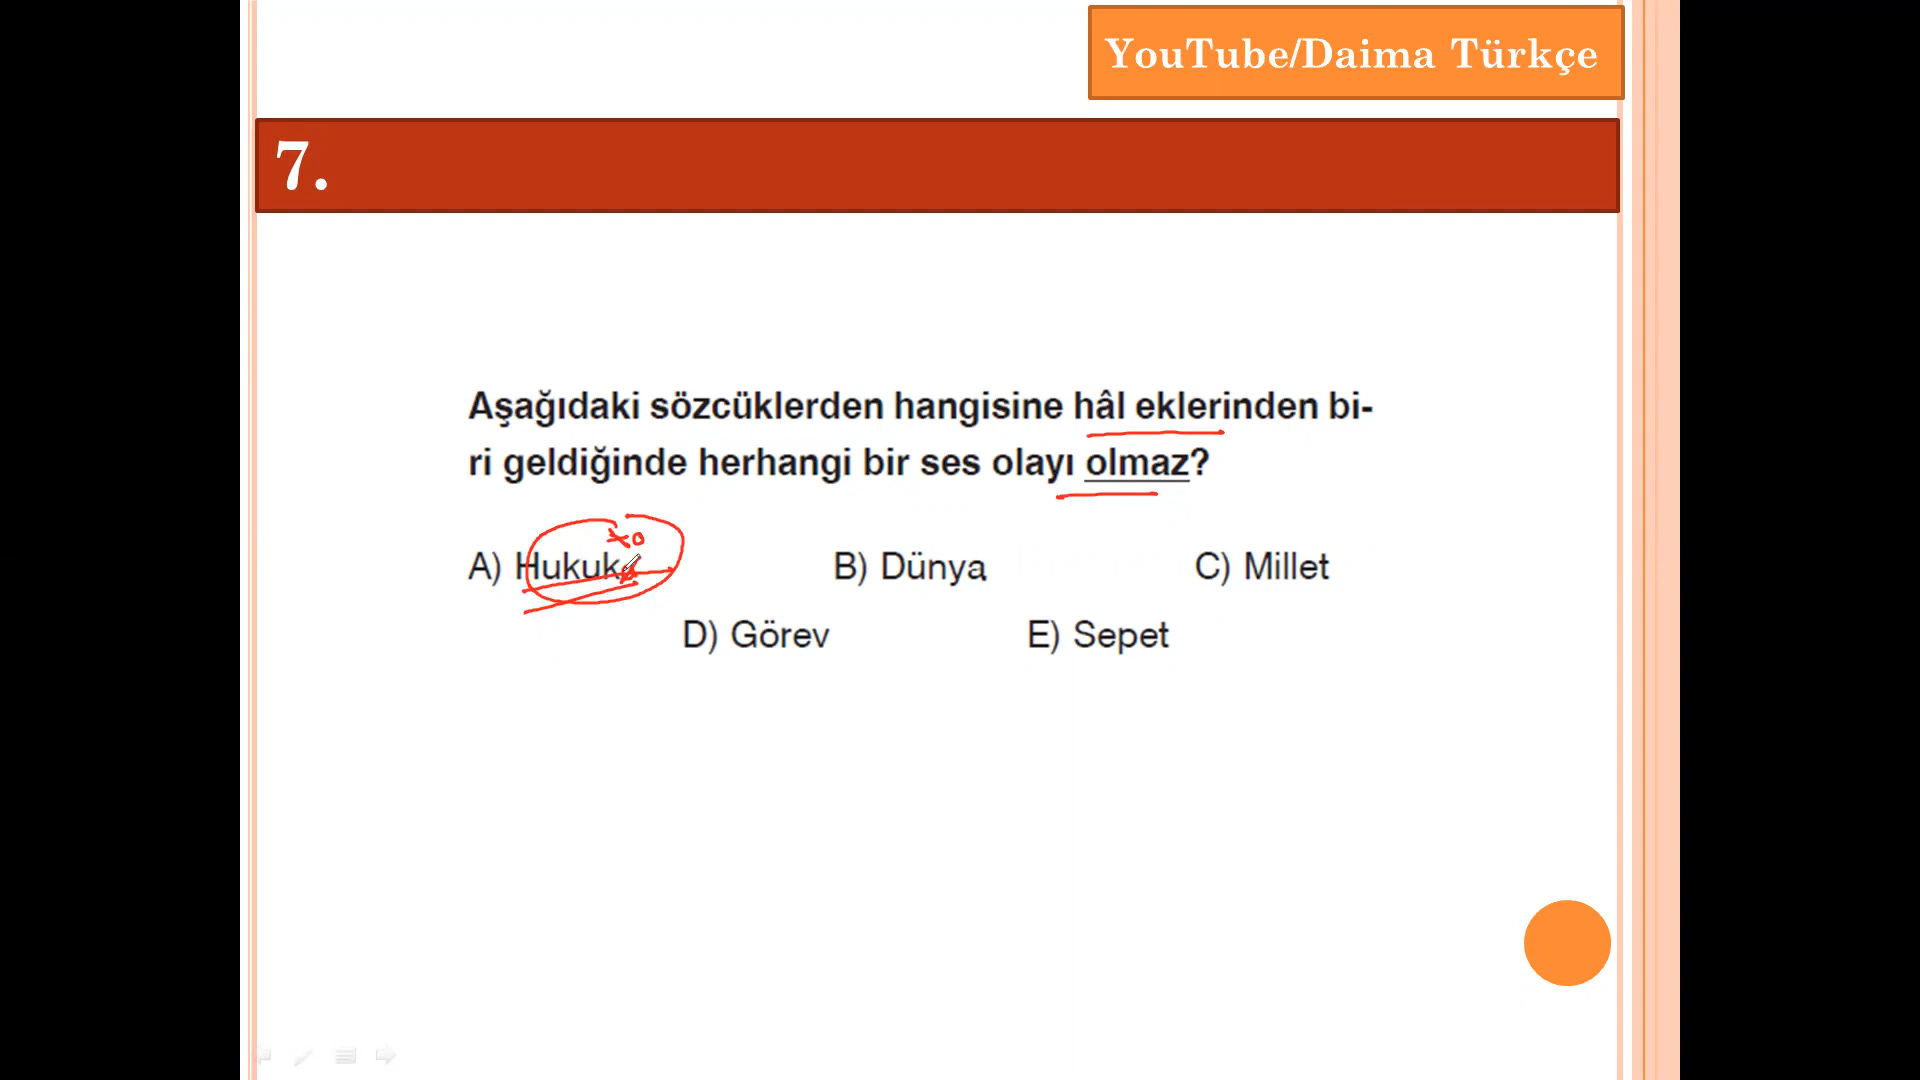 YouTube/Daima Türkçe
7.
Aşağıdaki sözcüklerden hangisine hâl eklerinden bi-
ri geldiğinde herhangi bir ses olayı olmaz?
A) Hukuk
B) Dünya
C) Millet
D) Görev
E) Sepet